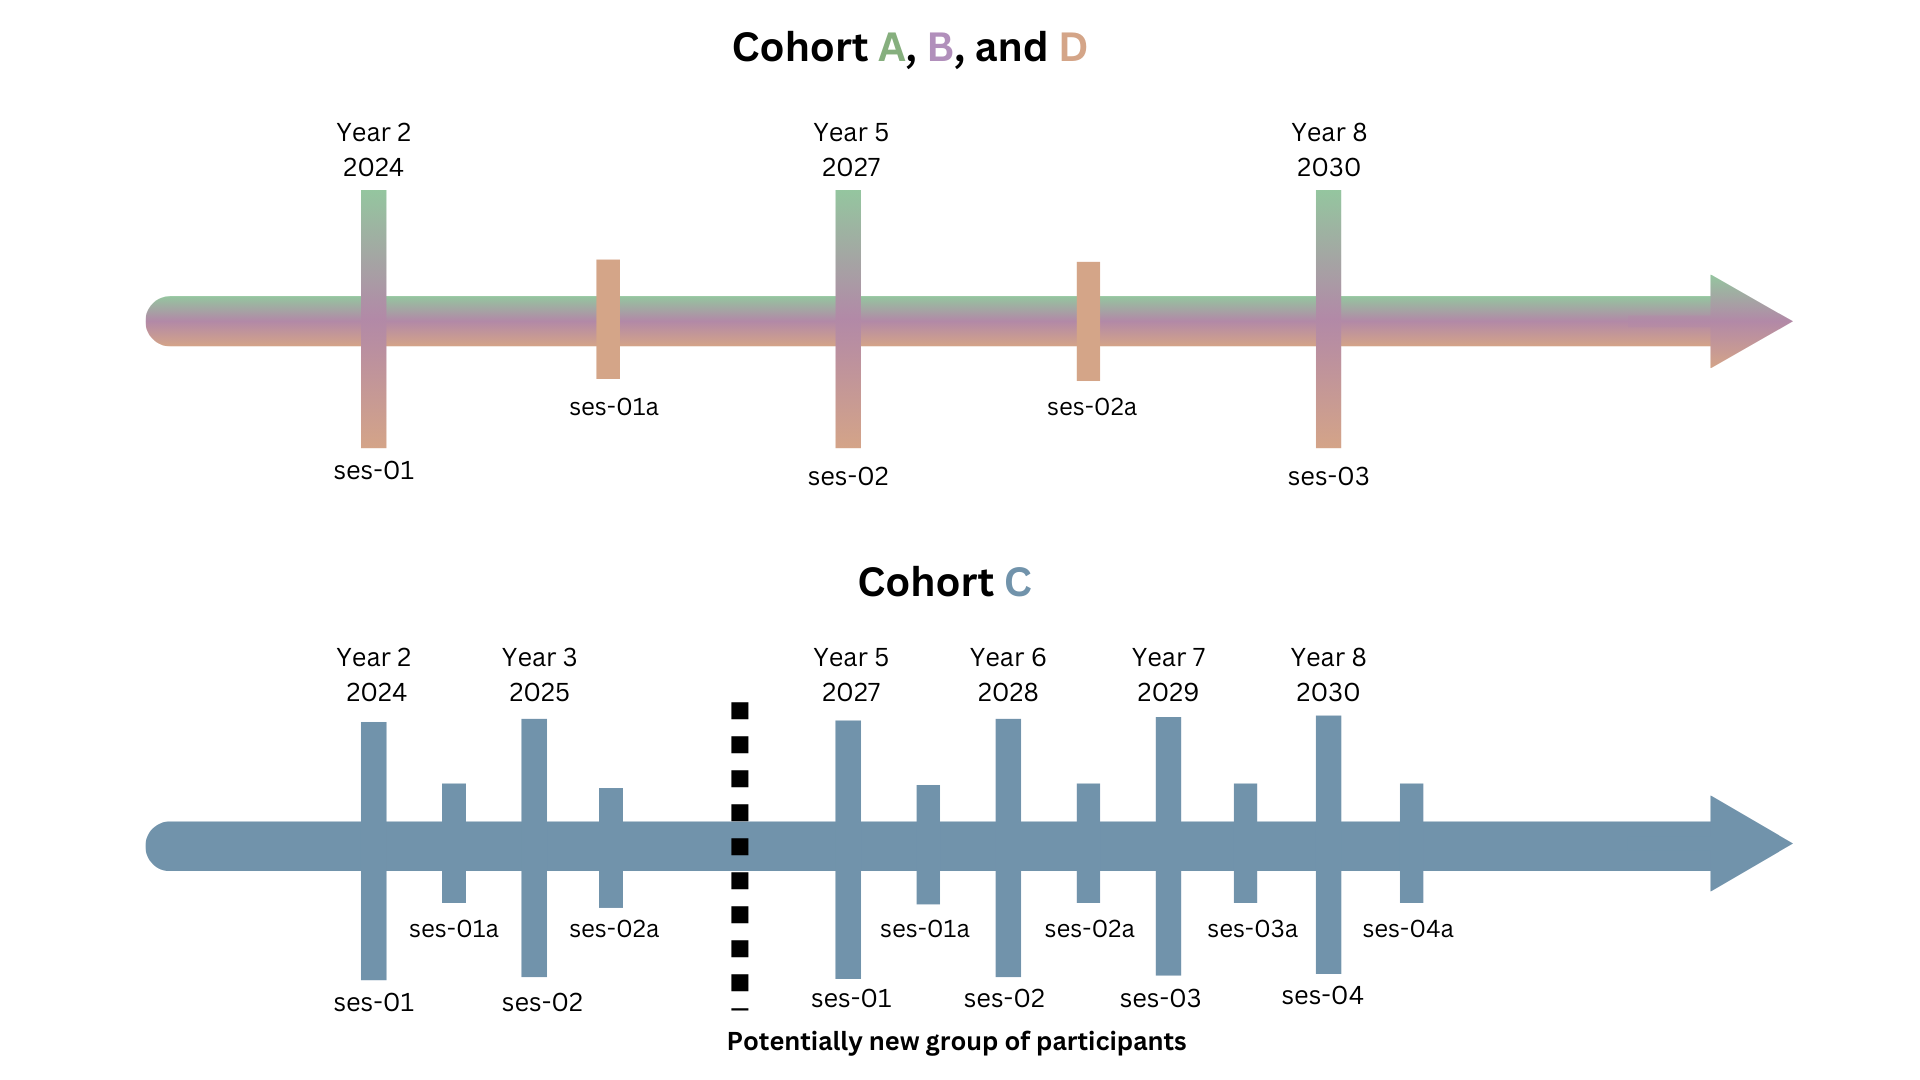 Cohort A, B, and D
Year 2
2024
Year 5
2027
Year 8
2030
ses-01a
ses-02a
ses-01
ses-02
ses-03
Cohort C
Year 2
2024
Year 3
2025
Year 5
2027
Year 6
2028
Year 7
2029
Year 8
2030
ses-01a
ses-02a
ses-01a
ses-02a
ses-03a
ses-04a
ses-01
ses-02
ses-01
ses-02
ses-03
ses-04
Potentially new group of participants